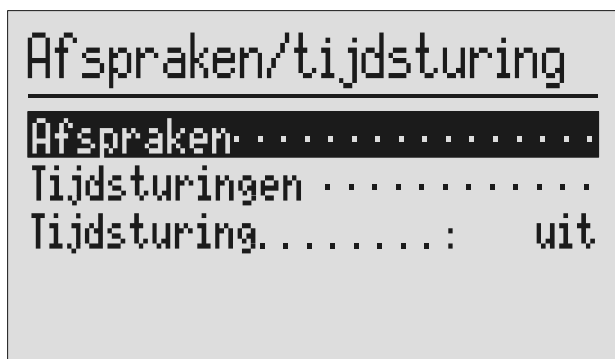 Afspraken/tijdsturing
Afspraken· · · · · · · · · · · · · · · ·
Tijdsturingen · · · · · · · · · · · ·
Tijdsturing. . . . . . . . : uit